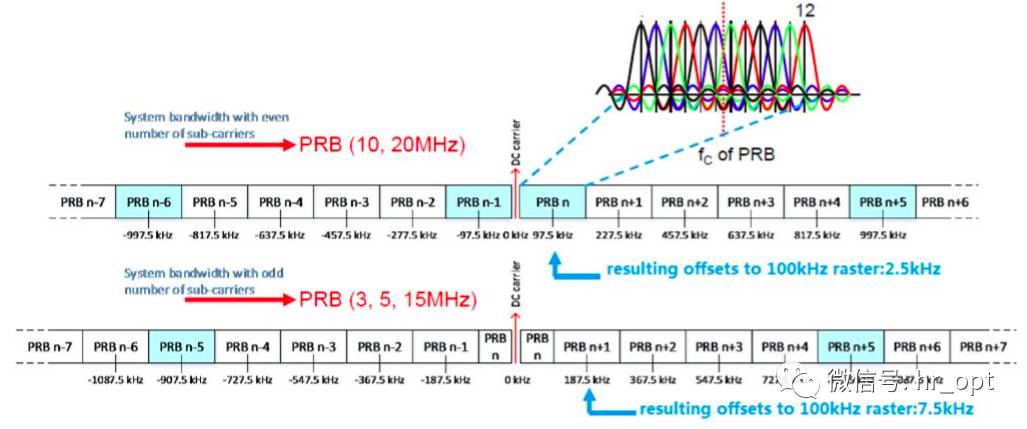 12
System bandwidth with even
number of sub-carriers
PRB (10, 20MHz)
DC carrier
fC of PRB
PRB n-7 PRB n-6 PRB n-5 PRB n-4 PRB n-3 PRB n-2 PRB n-1 PRB n PRB n+1 PRB n+2 PRB n+3 PRB n+4 PRB n+5 PRB n+6
-997.5 kHz -817.5 kHz -637.5 kHz -457.5 kHz -277.5 kHz -97.5 kHz 0 kHz 97.5 kHz 227.5 kHz 457.5 kHz 637.5 kHz 817.5 kHz 997.5 kHz
resulting offsets to 100kHz raster:2.5kHz
System bandwidth with odd
number of sub-carriers
PRB (3, 5, 15MHz)
DC carrier
PRB n-7 PRB n-6 PRB n-5 PRB n-4 PRB n-3 PRB n-2 PRB n-1 PRB n PRB n PRB n+1 PRB n+2 PRB n+3 PRB n+4 PRB n+5 PRB n+6 PRB n+7
-1087.5 kHz -907.5 kHz -727.5 kHz -547.5 kHz -367.5 kHz -187.5 kHz 0 kHz 187.5 kHz 367.5 kHz 547.5 kHz
微信号: hr_opt
resulting offsets to 100kHz raster:7.5kHz